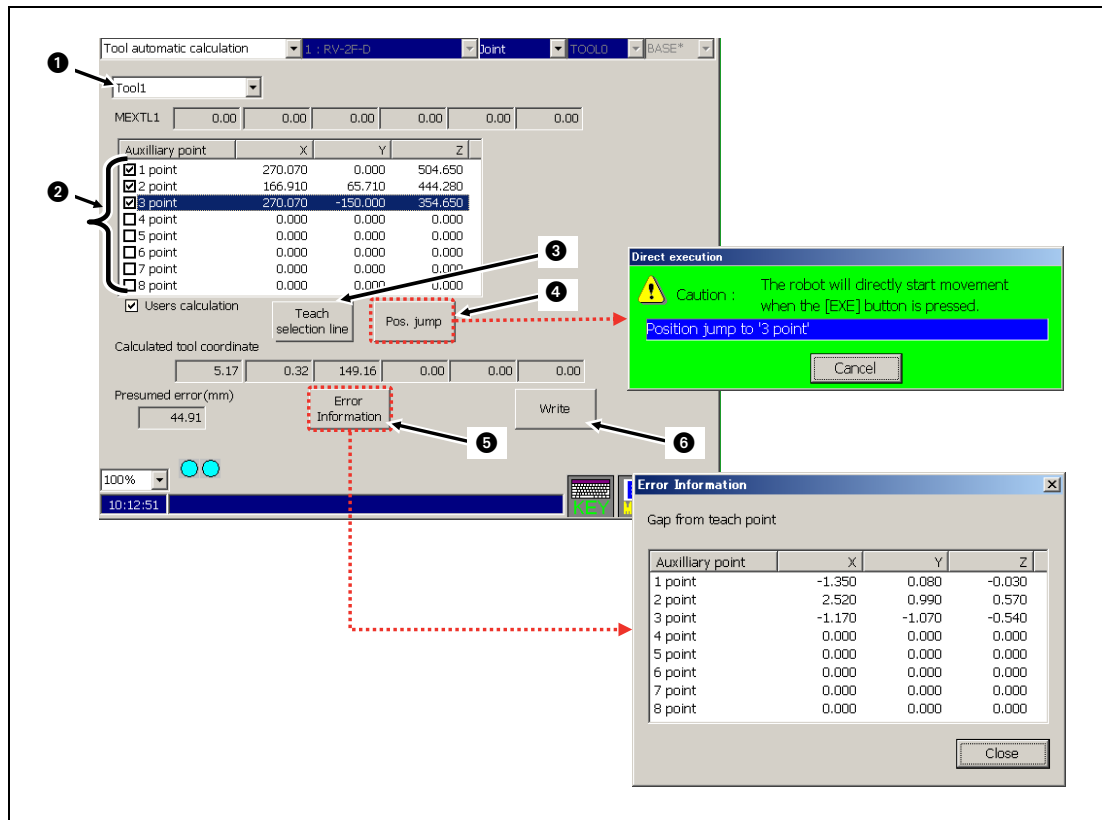 Tool automatic calculation 1 : RV-2F-D Joint TOOL0 BASE*
❶
Tool1
MEXTL1 0.00 0.00 0.00 0.00 0.00 0.00
Auxilliary point X Y Z
1 point 270.070 0.000 504.650
❷
2 point 166.910 65.710 444.280
3 point 270.070 -150.000 354.650
4 point 0.000 0.000 0.000
5 point 0.000 0.000 0.000
6 point 0.000 0.000 0.000
7 point 0.000 0.000 0.000
8 point 0.000 0.000 0.000
❸
❹
Users calculation
Teach
selection line
Pos. jump
Calculated tool coordinate
5.17 0.32 149.16 0.00 0.00 0.00
Presumed error(mm)
44.91
Error
Information
Write
❺
❻
100%
10:12:51
KEY
Direct execution
Caution : The robot will directly start movement
when the [EXE] button is pressed.
Position jump to '3 point'
Cancel
Error Information
Gap from teach point
Auxilliary point X Y Z
1 point -1.350 0.080 -0.030
2 point 2.520 0.990 0.570
3 point -1.170 -1.070 -0.540
4 point 0.000 0.000 0.000
5 point 0.000 0.000 0.000
6 point 0.000 0.000 0.000
7 point 0.000 0.000 0.000
8 point 0.000 0.000 0.000
Close